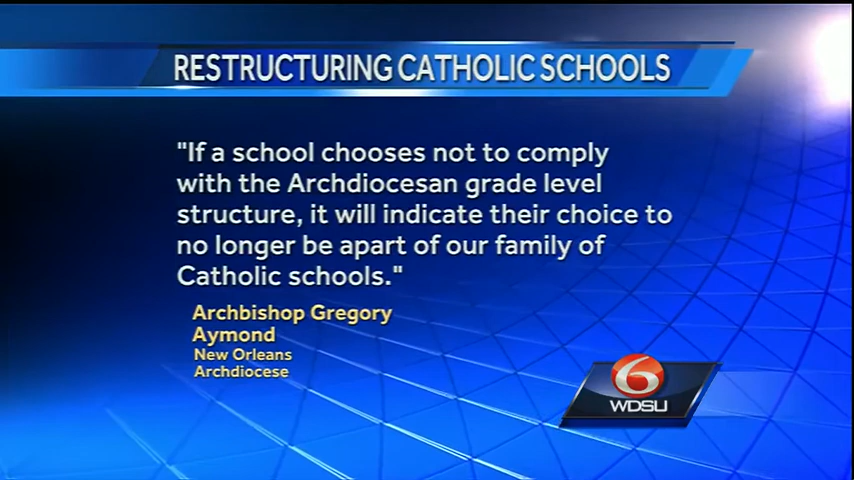 RESTRUCTURING CATHOLIC SCHOOLS
"If a school chooses not to comply
with the Archdiocesan grade level
structure, it will indicate their choice to
no longer be apart of our family of
Catholic schools."
Archbishop Gregory
Aymond
New Orleans
Archdiocese
6
WDSU